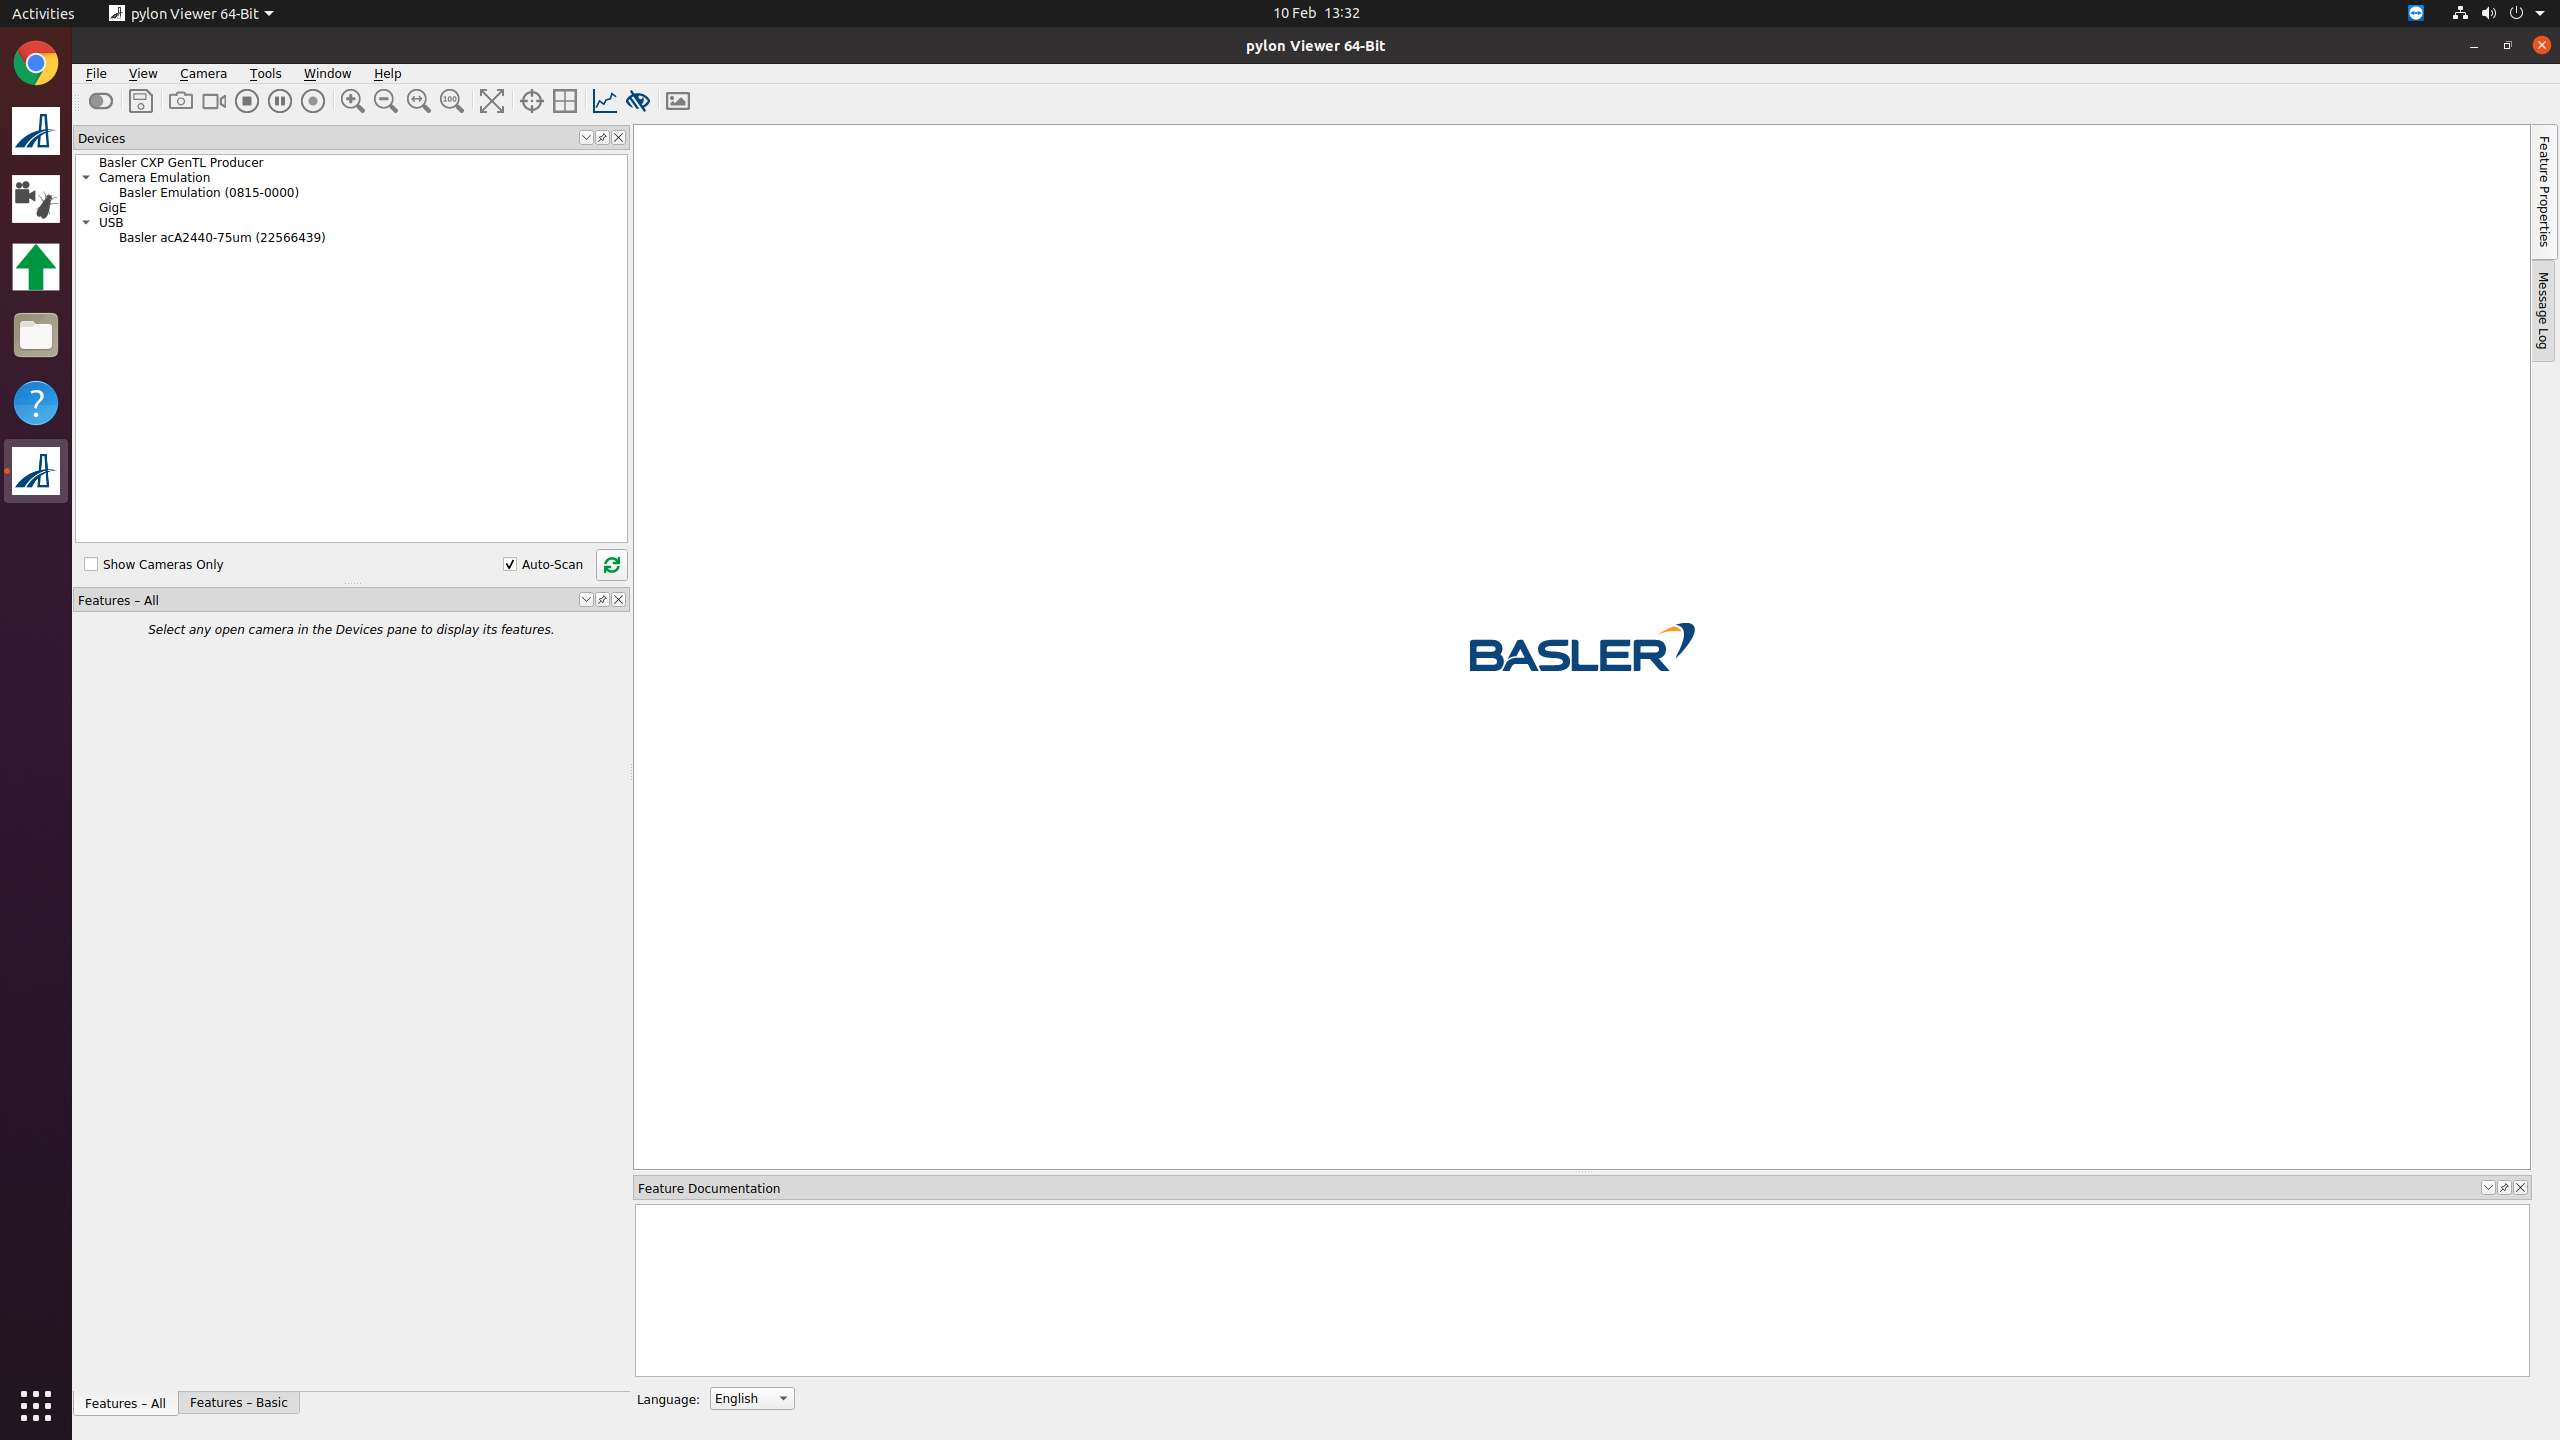 Activities
pylon Viewer 64-Bit
10 Feb 13:32
pylon Viewer 64-Bit
File View Camera Tools Window Help
100
Devices
Basler CXP GenTL Producer
Camera Emulation
Basler Emulation (0815-0000)
GigE
USB
Basler acA2440-75um (22566439)
Show Cameras Only
Auto-Scan
Features – All
Select any open camera in the Devices pane to display its features.
Features – All
Features – Basic
BASLER
Feature Documentation
Language: English
Feature Properties
Message Log